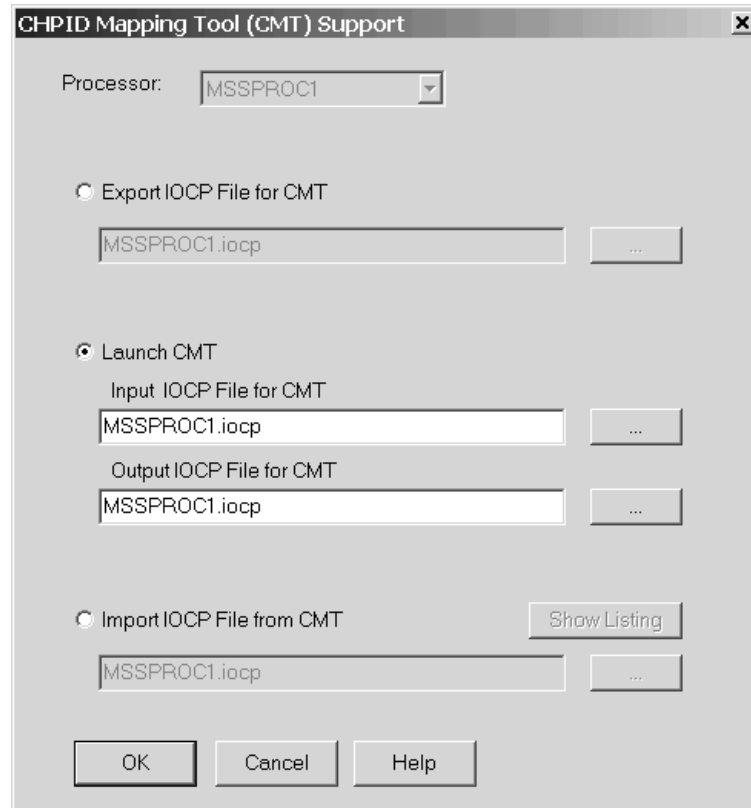 CHPID Mapping Tool (CMT) Support
Processor: MSSPROC1
Export IOCP File for CMT
MSSPROC1.iocp ...
Launch CMT
Input IOCP File for CMT
MSSPROC1.iocp ...
Output IOCP File for CMT
MSSPROC1.iocp ...
Import IOCP File from CMT Show Listing
MSSPROC1.iocp ...
OK Cancel Help